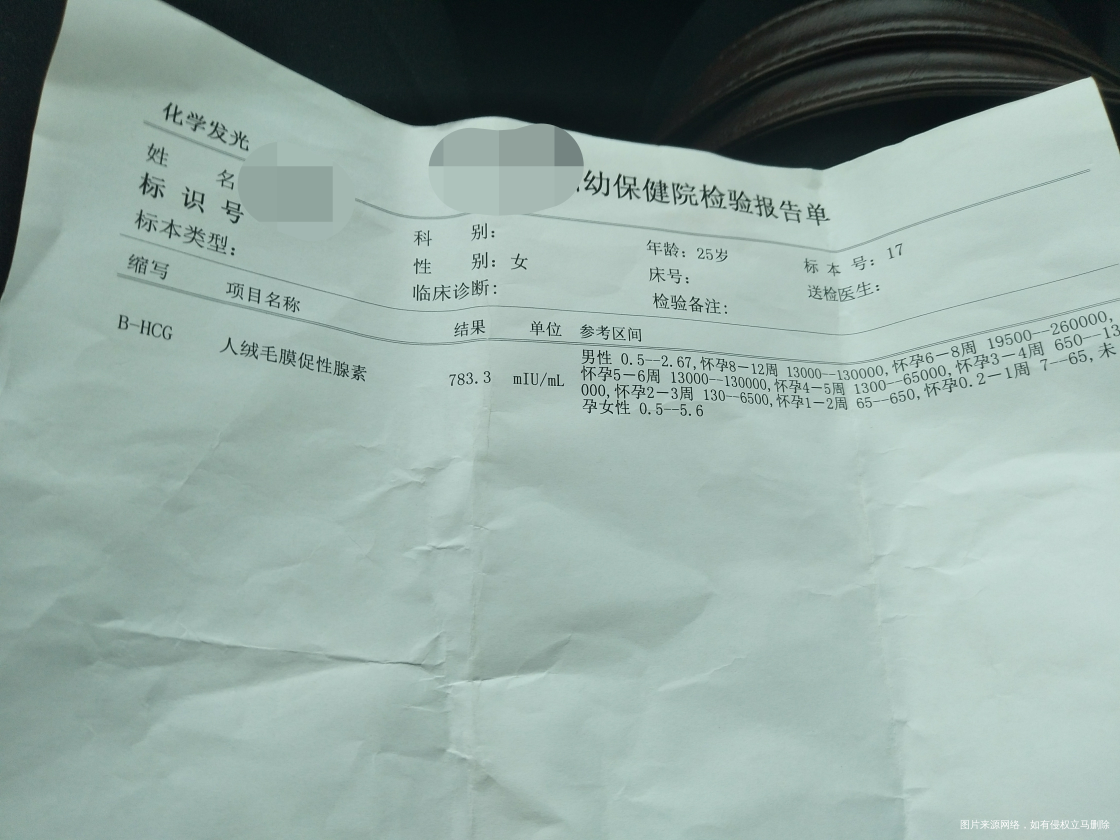 化学发光
幼保健院检验报告单
姓 名
科 别：
年龄：25岁
标 本 号：17
标 识 号
性 别：女
床号：
送检医生：
标本类型：
临床诊断：
检验备注：
缩写 项目名称 结果 单位 参考区间
B-HCG 人绒毛膜促性腺素 783.3 mIU/mL
男性 0.5--2.67,怀孕8－12周 13000--130000,怀孕6－8周 19500--260000,
怀孕5－6周 13000--130000,怀孕4－5周 1300--65000,怀孕3－4周 650--13
000,怀孕2－3周 130--6500,怀孕1－2周 65--650,怀孕0.2－1周 7--65,未
孕女性 0.5--5.6
图片来源网络，如有侵权立马删除